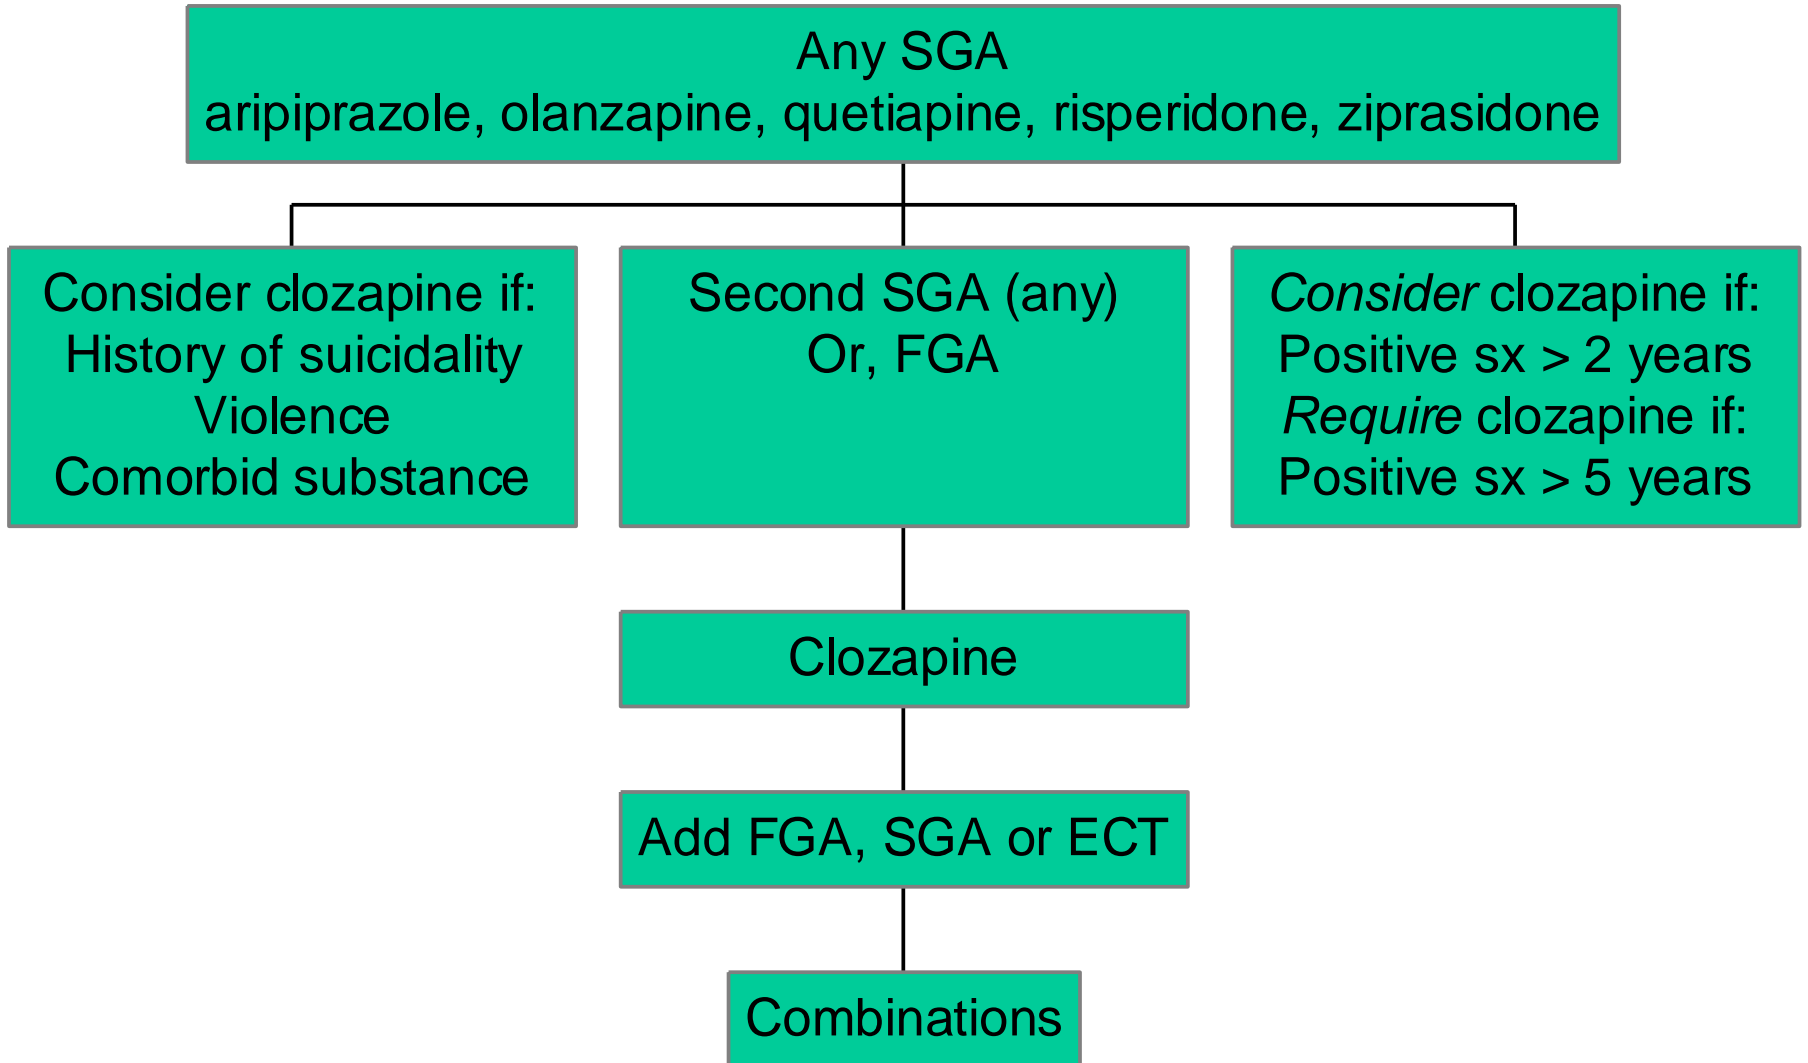 Any SGA
aripiprazole, olanzapine, quetiapine, risperidone, ziprasidone
Consider clozapine if:
History of suicidality
Violence
Comorbid substance
Second SGA (any)
Or, FGA
Consider clozapine if:
Positive sx > 2 years
Require clozapine if:
Positive sx > 5 years
Clozapine
Add FGA, SGA or ECT
Combinations